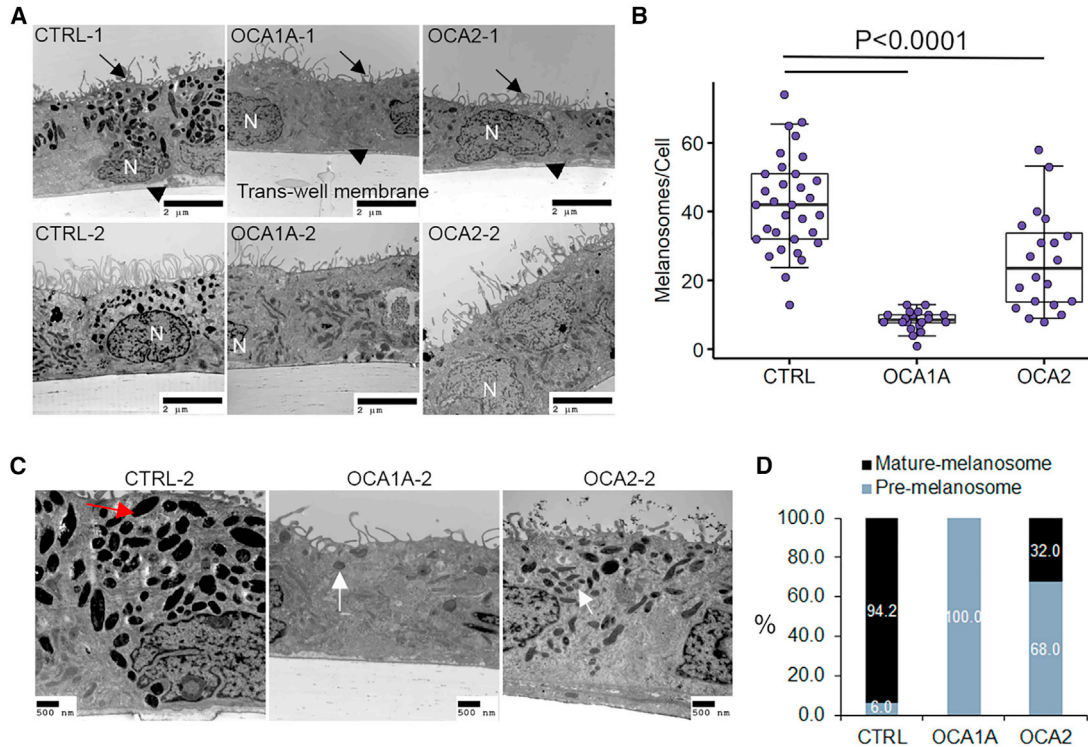 A
CTRL-1
OCA1A-1
OCA2-1
N
N
N
Trans-well membrane
2 µm
2 µm
2 µm
CTRL-2
OCA1A-2
OCA2-2
N
N
N
2 µm
2 µm
2 µm
B
P<0.0001
Melanosomes/Cell
60
40
20
0
CTRL
OCA1A
OCA2
C
CTRL-2
OCA1A-2
OCA2-2
500 nm
500 nm
500 nm
D
Mature-melanosome
Pre-melanosome
%
100.0
80.0
60.0
40.0
20.0
0.0
94.2
6.0
100.0
32.0
68.0
CTRL
OCA1A
OCA2